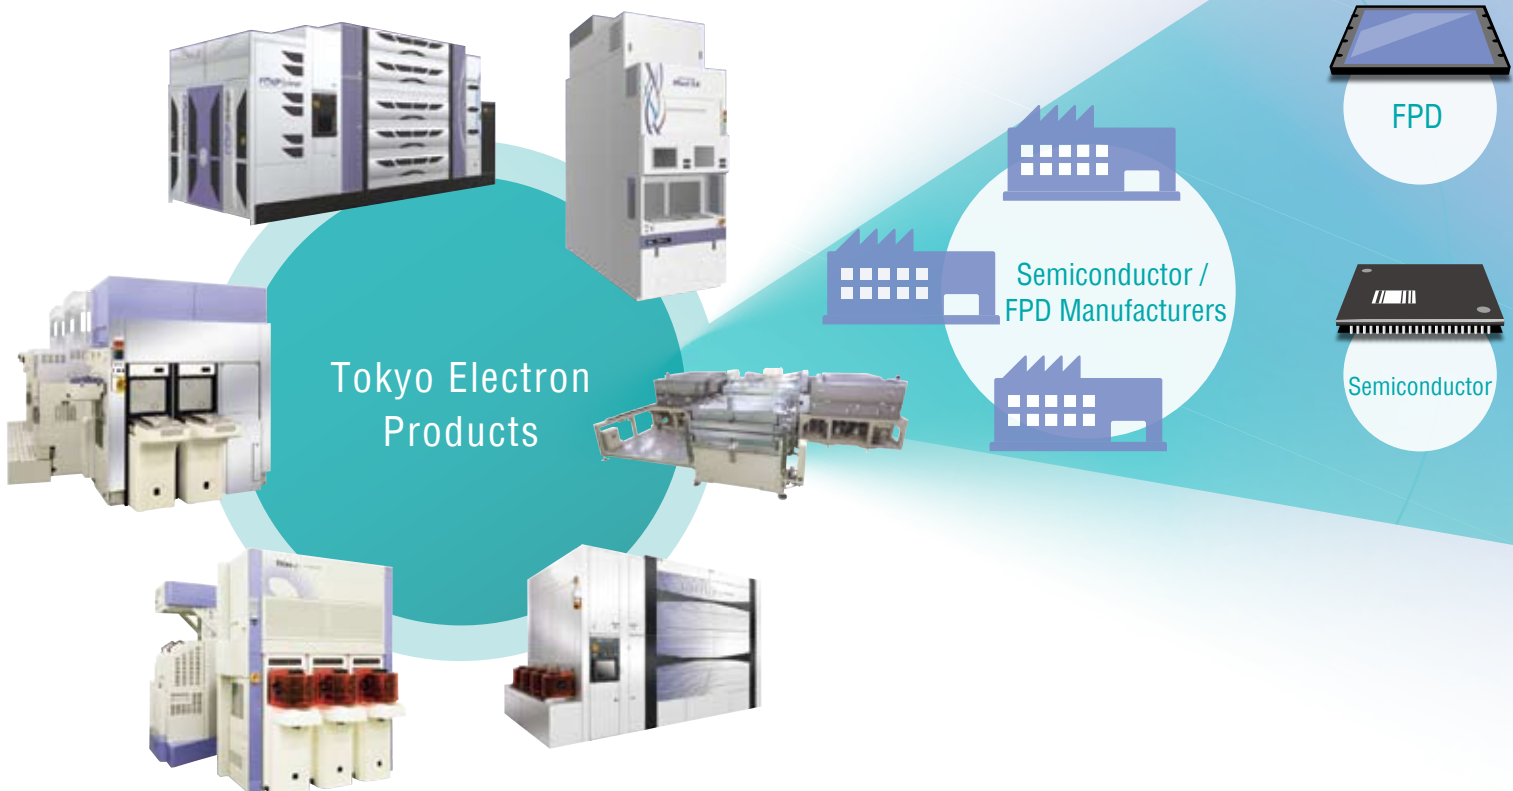 Tokyo Electron
Products
Semiconductor /
FPD Manufacturers
FPD
Semiconductor